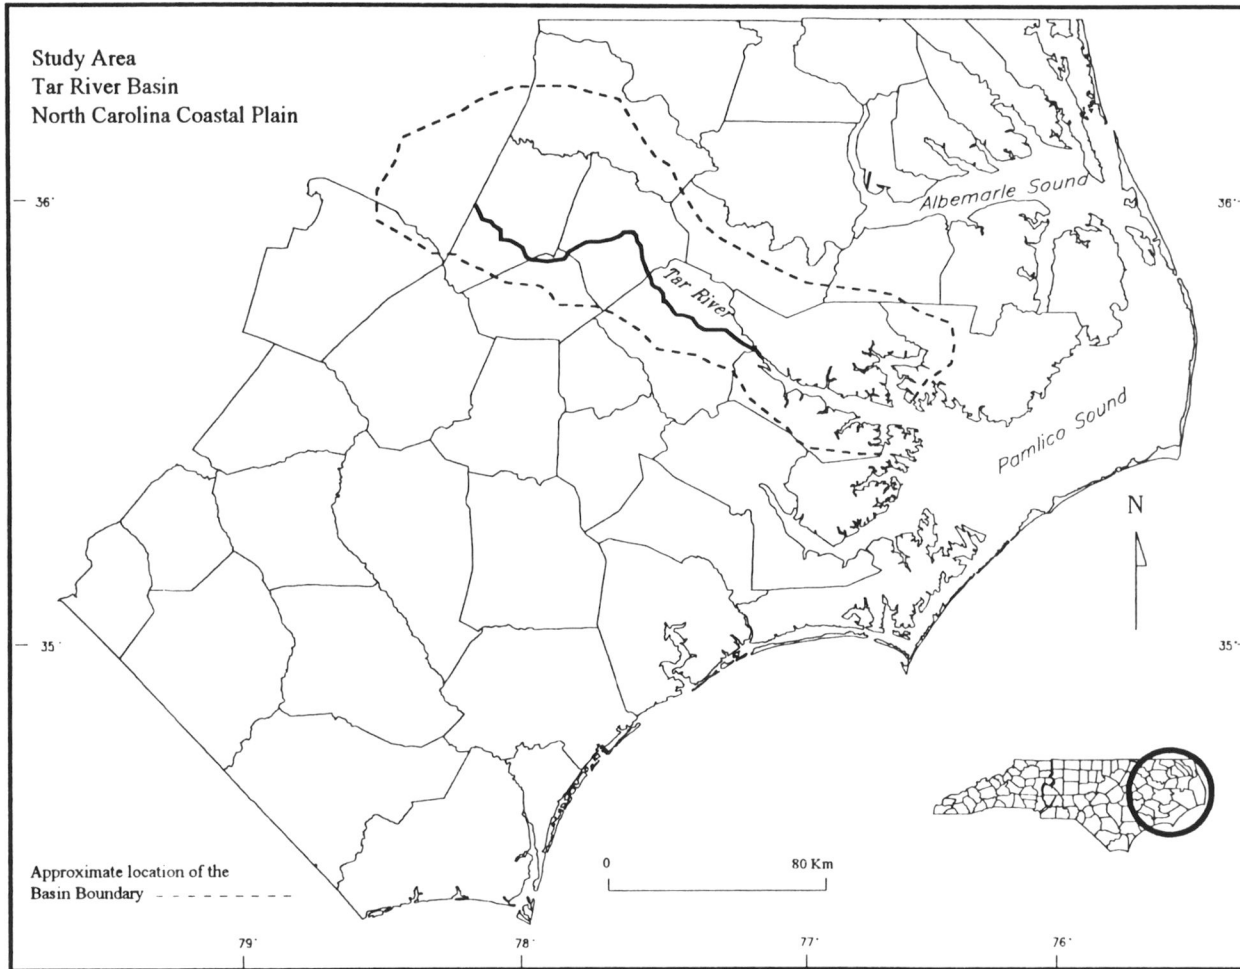 Study Area
Tar River Basin
North Carolina Coastal Plain
36·
36·
Albemarle Sound
Tar River
Pamlico Sound
N
35·
35·
Approximate location of the
Basin Boundary
0 80 Km
79· 78· 77· 76·